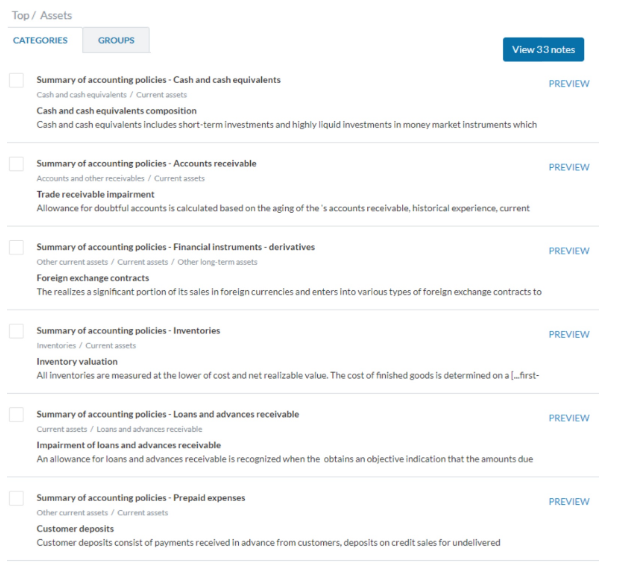 Top / Assets
CATEGORIES GROUPS
View 33 notes
Summary of accounting policies - Cash and cash equivalents
PREVIEW
Cash and cash equivalents / Current assets
Cash and cash equivalents composition
Cash and cash equivalents includes short-term investments and highly liquid investments in money market instruments which
Summary of accounting policies - Accounts receivable
PREVIEW
Accounts and other receivables / Current assets
Trade receivable impairment
Allowance for doubtful accounts is calculated based on the aging of the 's accounts receivable, historical experience, current
Summary of accounting policies - Financial instruments - derivatives
PREVIEW
Other current assets / Current assets / Other long-term assets
Foreign exchange contracts
The realizes a significant portion of its sales in foreign currencies and enters into various types of foreign exchange contracts to
Summary of accounting policies - Inventories
PREVIEW
Inventories / Current assets
Inventory valuation
All inventories are measured at the lower of cost and net realizable value. The cost of finished goods is determined on a [...first-
Summary of accounting policies - Loans and advances receivable
PREVIEW
Current assets / Loans and advances receivable
Impairment of loans and advances receivable
An allowance for loans and advances receivable is recognized when the obtains an objective indication that the amounts due
Summary of accounting policies - Prepaid expenses
PREVIEW
Other current assets / Current assets
Customer deposits
Customer deposits consist of payments received in advance from customers, deposits on credit sales for undelivered